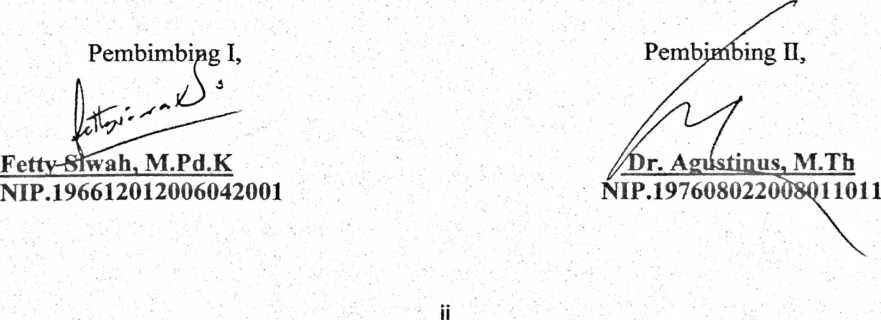 Pembimbing I,
Pembimbing II,
Fetty Siwah, M.Pd.K
Dr. Agustinus, M.Th
NIP.196612012006042001
NIP.197608022008011011
ii